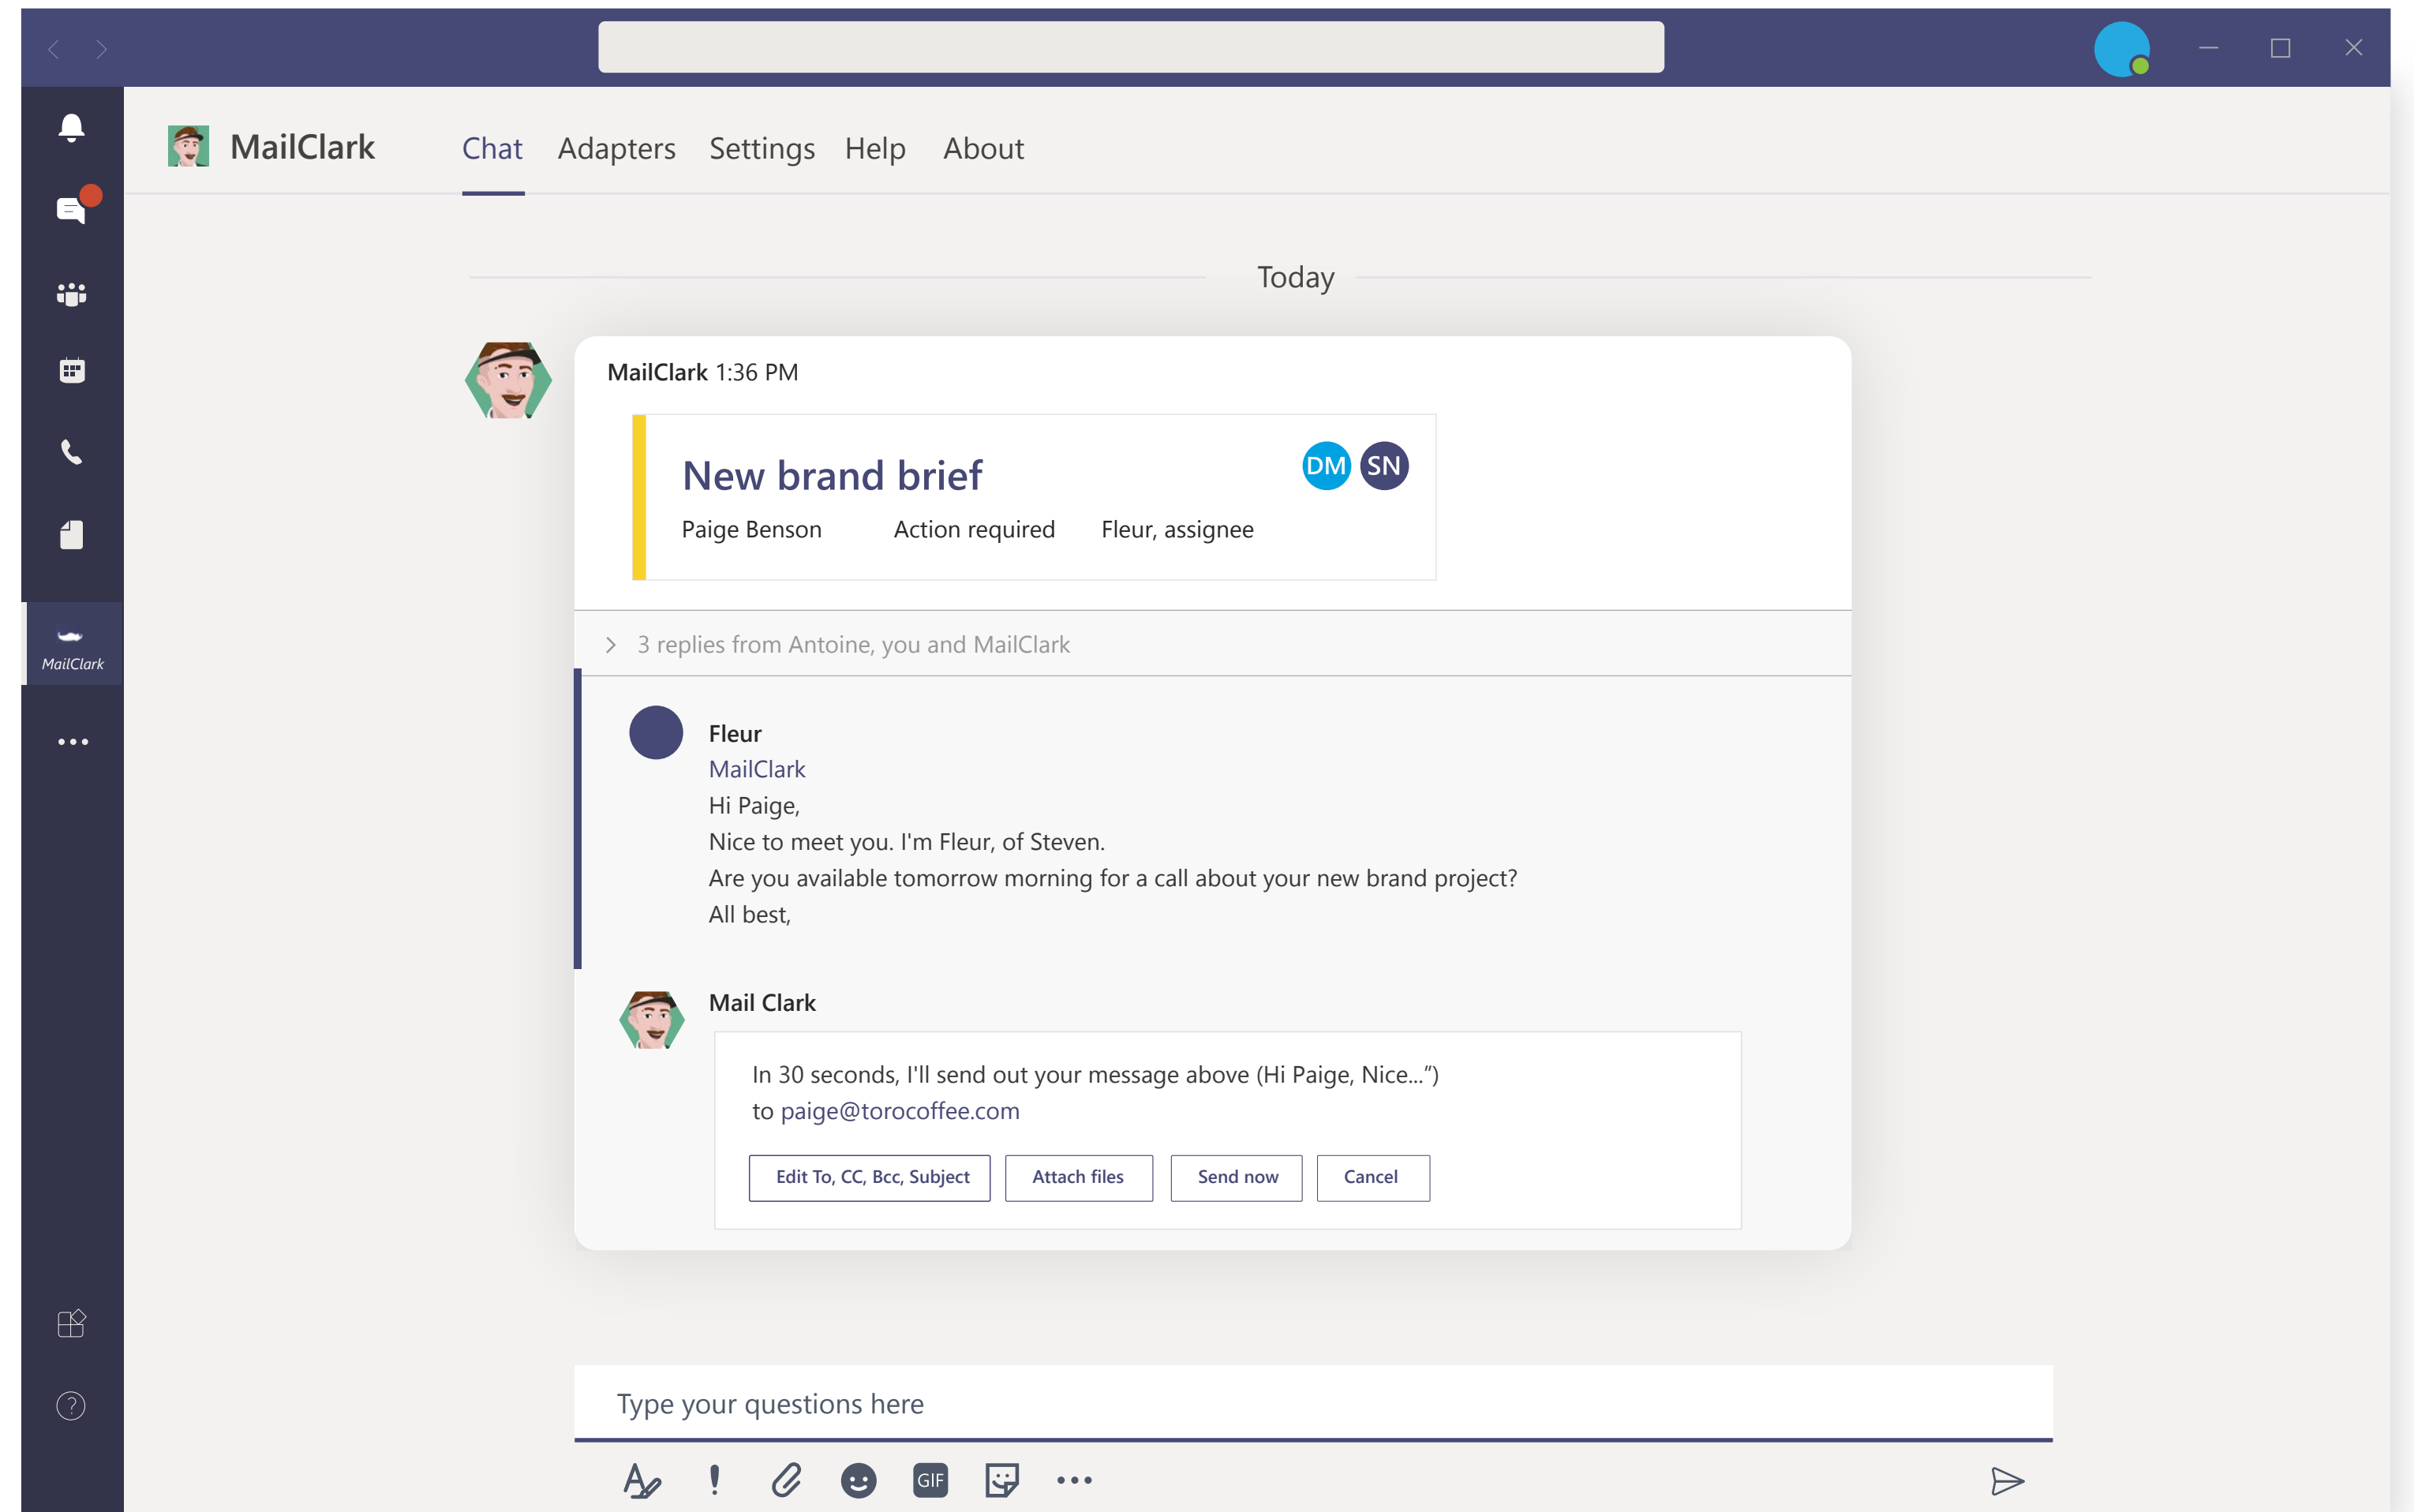 MailClark Chat Adapters Settings Help About
Today
MailClark 1:36 PM
New brand brief DM SN
Paige Benson Action required Fleur, assignee
3 replies from Antoine, you and MailClark
MailClark
Fleur
MailClark
Hi Paige,
Nice to meet you. I'm Fleur, of Steven.
Are you available tomorrow morning for a call about your new brand project?
All best,
Mail Clark
In 30 seconds, I'll send out your message above (Hi Paige, Nice...”)
to paige@torocoffee.com
Edit To, CC, Bcc, Subject Attach files Send now Cancel
Type your questions here
GIF